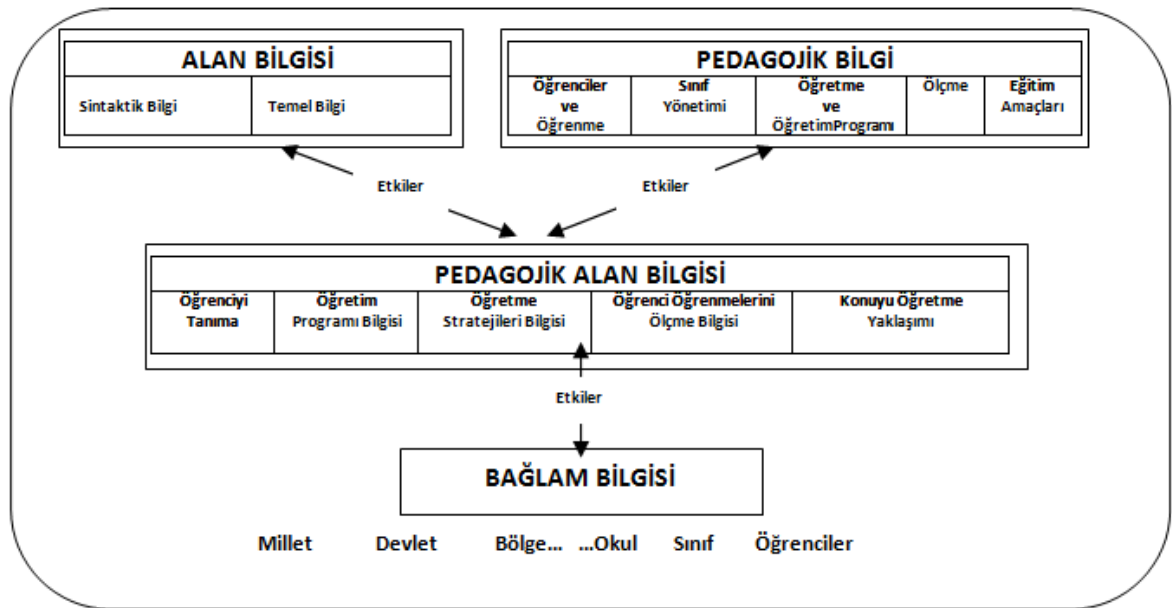 ALAN BİLGİSİ
Sintaktik Bilgi
Temel Bilgi
PEDAGOJİK BİLGİ
Öğrenciler
ve
Öğrenme
Sınıf
Yönetimi
Öğretme
ve
ÖğretimProgramı
Ölçme
Eğitim
Amaçları
Etkiler
Etkiler
PEDAGOJİK ALAN BİLGİSİ
Öğrenciyi
Tanıma
Öğretim
Programı Bilgisi
Öğretme
Stratejileri Bilgisi
Öğrenci Öğrenmelerini
Ölçme Bilgisi
Konuyu Öğretme
Yaklaşımı
Etkiler
BAĞLAM BİLGİSİ
Millet Devlet Bölge... ...Okul Sınıf Öğrenciler